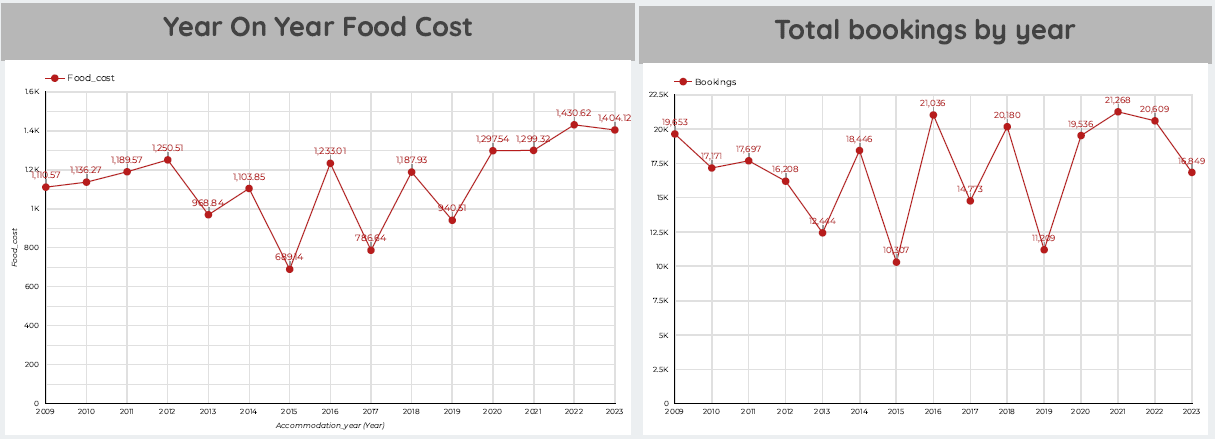 Year On Year Food Cost
Food_cost
1.6K
1.4K
1.2K
1K
800
600
400
200
0
Food_cost
1,110.57
1,136.27
1,189.57
1,250.51
968.84
1,103.85
689.14
1,233.01
786.64
1,187.93
940.51
1,297.54
1,299.32
1,430.62
1,404.12
2009 2010 2011 2012 2013 2014 2015 2016 2017 2018 2019 2020 2021 2022 2023
Accommodation_year (Year)
Total bookings by year
Bookings
22.5K
20K
17.5K
15K
12.5K
10K
7.5K
5K
2.5K
0
19,653
17,171
17,697
16,208
12,444
18,446
10,307
21,036
14,773
20,180
11,209
19,536
21,268
20,609
16,849
2009 2010 2011 2012 2013 2014 2015 2016 2017 2018 2019 2020 2021 2022 2023